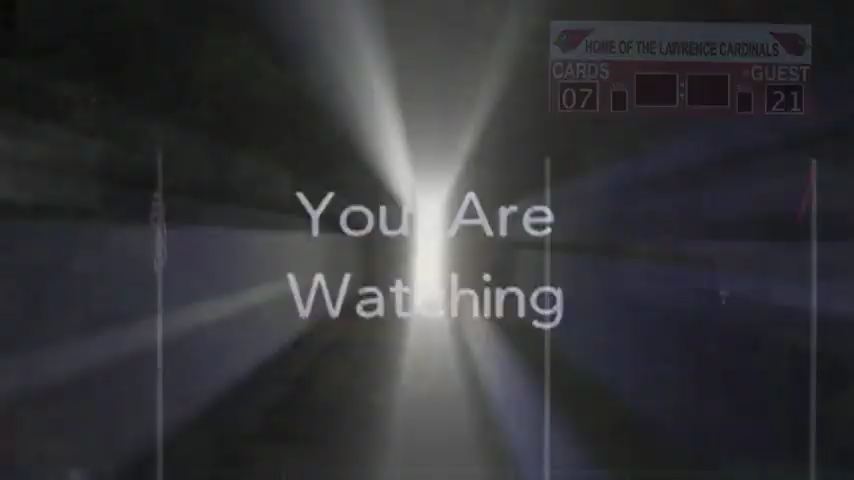 HOME OF THE LAWRENCE CARDINALS
CARDS
GUEST
07
:
21
You Are
Watching